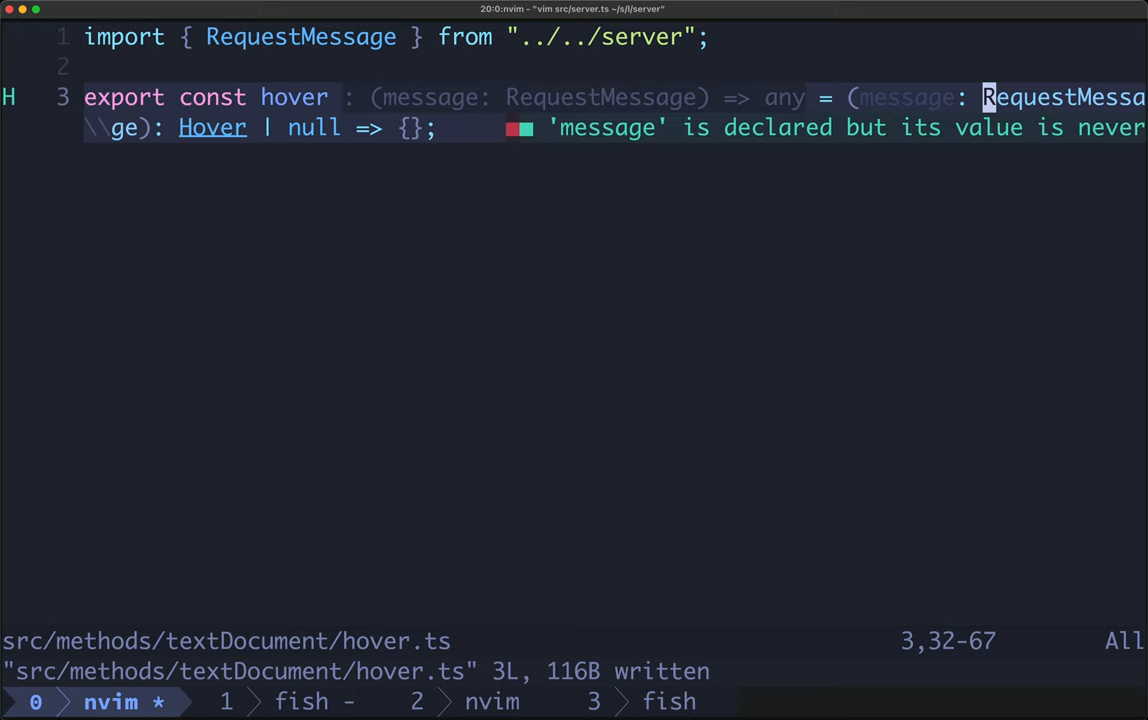 20:0:nvim - "vim src/server.ts ~/s/l/server"
1 import { RequestMessage } from "../../server";
2
H 3 export const hover : (message: RequestMessage) => any = (message: RequestMessa
\\ge): Hover | null => {}; 'message' is declared but its value is never
src/methods/textDocument/hover.ts 3,32-67 All
"src/methods/textDocument/hover.ts" 3L, 116B written
0 nvim * 1 fish - 2 nvim 3 fish